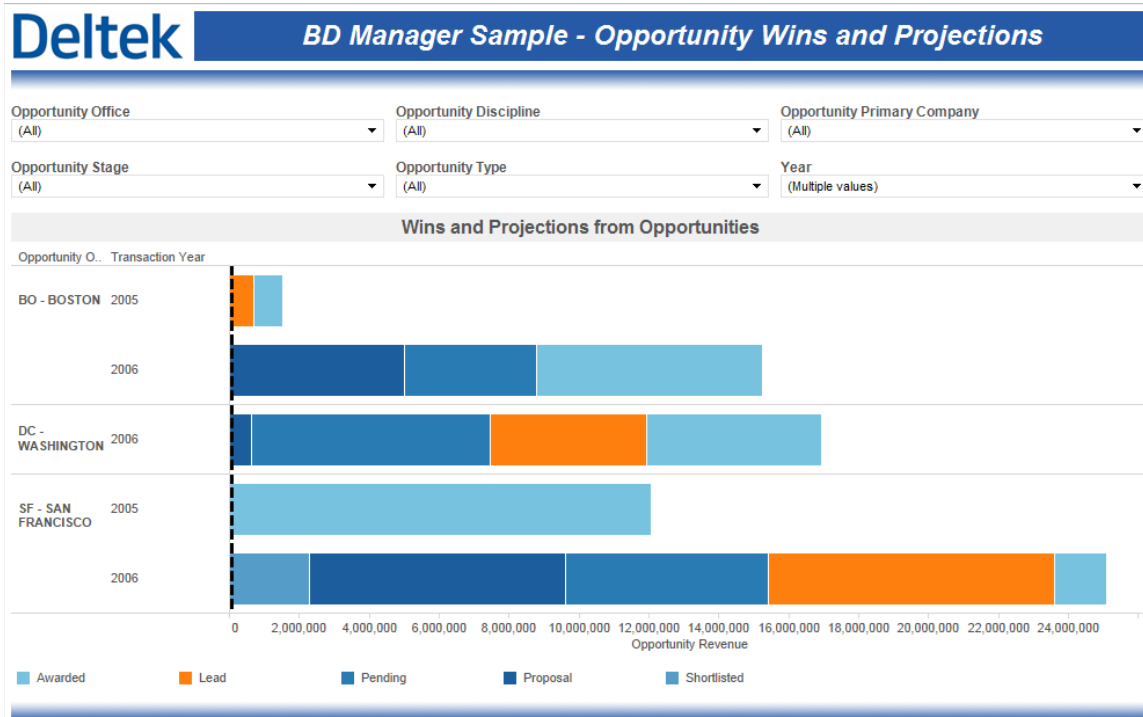 Deltek
BD Manager Sample - Opportunity Wins and Projections
Opportunity Office
Opportunity Discipline
Opportunity Primary Company
(All)
(All)
(All)
Opportunity Stage
Opportunity Type
Year
(All)
(All)
(Multiple values)
Wins and Projections from Opportunities
Opportunity O.. Transaction Year
BO - BOSTON 2005
2006
DC -
WASHINGTON 2006
SF - SAN
FRANCISCO 2005
2006
0 2,000,000 4,000,000 6,000,000 8,000,000 10,000,000 12,000,000 14,000,000 16,000,000 18,000,000 20,000,000 22,000,000 24,000,000
Opportunity Revenue
Awarded Lead Pending Proposal Shortlisted